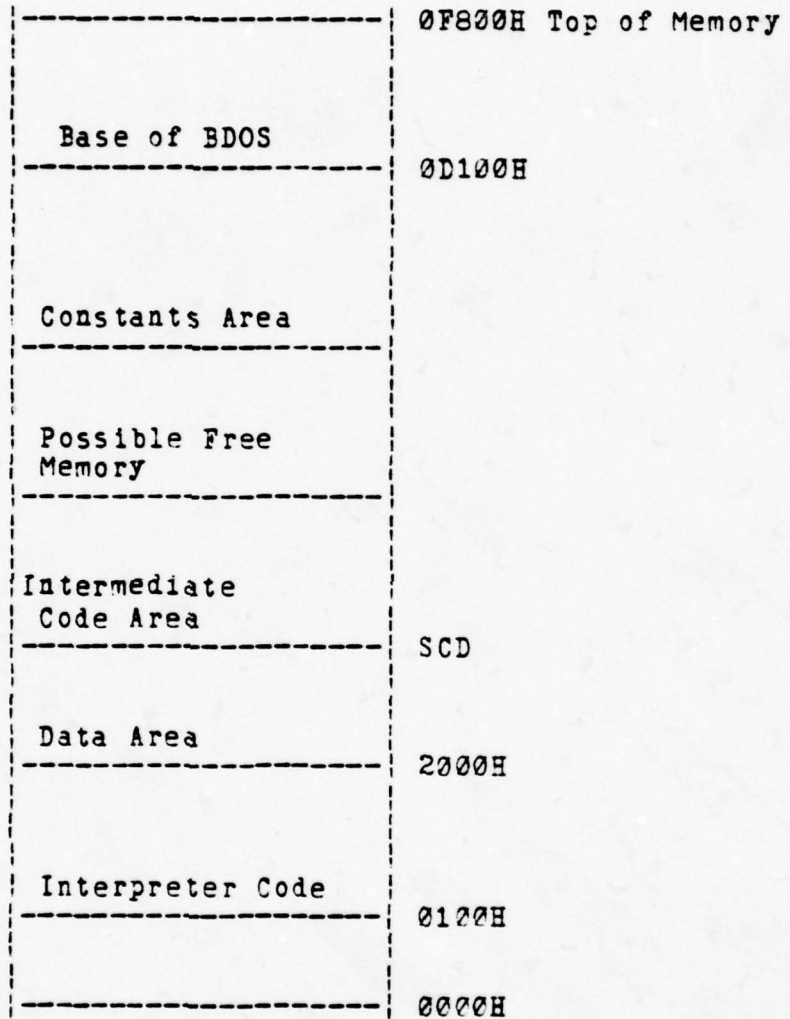 0F800H Top of Memory
Base of BDOS
0D100H
Constants Area
Possible Free
Memory
Intermediate
Code Area
SCD
Data Area
2000H
Interpreter Code
0100H
0000H